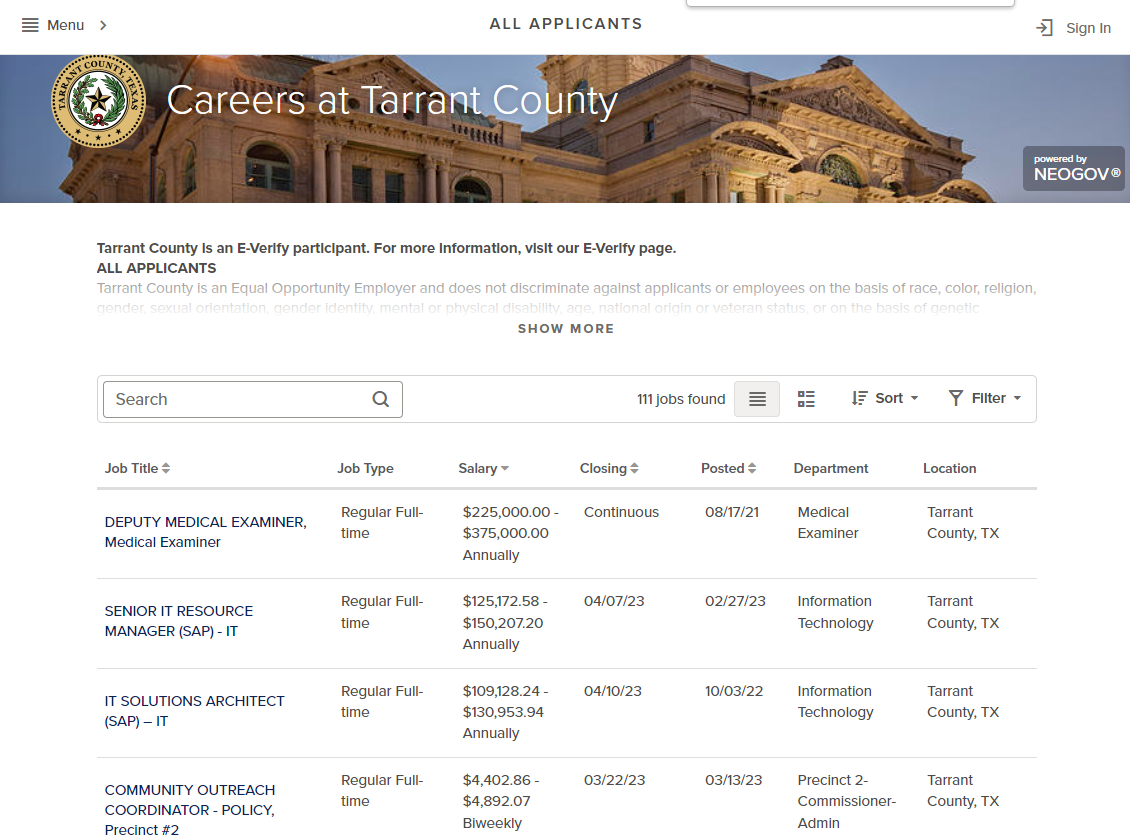 Menu
ALL APPLICANTS
Sign In
TARRANT COUNTY, TEXAS
Careers at Tarrant County
powered by
NEOGOV®
Tarrant County is an E-Verify participant. For more information, visit our E-Verify page.
ALL APPLICANTS
Tarrant County is an Equal Opportunity Employer and does not discriminate against applicants or employees on the basis of race, color, religion,
gender, sexual orientation, gender identity, mental or physical disability, age, national origin or veteran status, or on the basis of genetic
SHOW MORE
Search
111 jobs found
Sort
Filter
Job Title
Job Type
Salary
Closing
Posted
Department
Location
DEPUTY MEDICAL EXAMINER,
Medical Examiner
Regular Full-
time
$225,000.00 -
$375,000.00
Annually
Continuous
08/17/21
Medical
Examiner
Tarrant
County, TX
SENIOR IT RESOURCE
MANAGER (SAP) - IT
Regular Full-
time
$125,172.58 -
$150,207.20
Annually
04/07/23
02/27/23
Information
Technology
Tarrant
County, TX
IT SOLUTIONS ARCHITECT
(SAP) – IT
Regular Full-
time
$109,128.24 -
$130,953.94
Annually
04/10/23
10/03/22
Information
Technology
Tarrant
County, TX
COMMUNITY OUTREACH
COORDINATOR - POLICY,
Precinct #2
Regular Full-
time
$4,402.86 -
$4,892.07
Biweekly
03/22/23
03/13/23
Precinct 2-
Commissioner-
Admin
Tarrant
County, TX